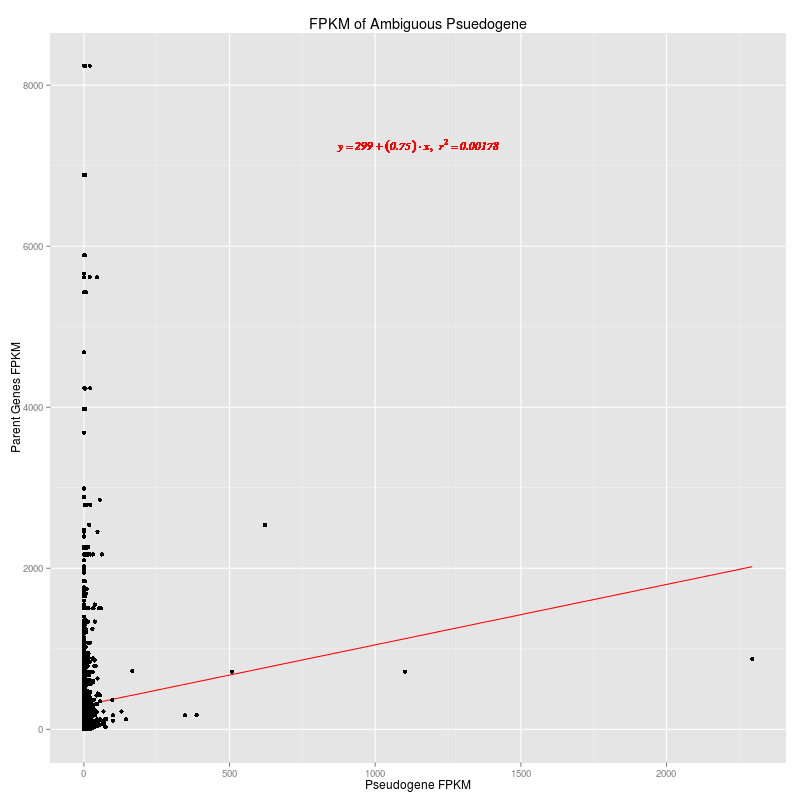 FPKM of Ambiguous Psuedogene
y = 299 + (0.75) · x, r² = 0.00178
Parent Genes FPKM
8000
6000
4000
2000
0
0 500 1000 1500 2000
Pseudogene FPKM